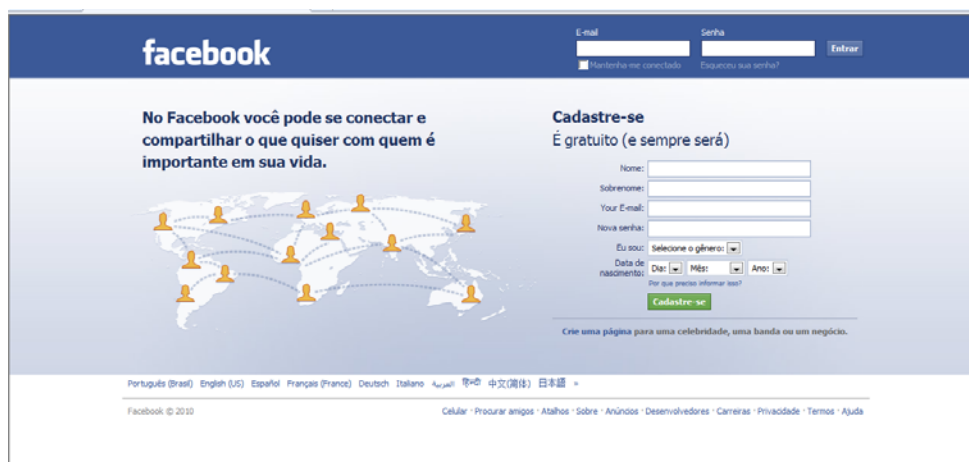 facebook
E-mail
Senha
Entrar
Mantenha-me conectado
Esqueceu sua senha?
No Facebook você pode se conectar e
compartilhar o que quiser com quem é
importante em sua vida.
Cadastre-se
É gratuito (e sempre será)
Nome:
Sobrenome:
Your E-mail:
Nova senha:
Eu sou: Selecione o gênero:
Data de
nascimento:
Dia: Mês: Ano:
Por que preciso informar isso?
Cadastre-se
Crie uma página para uma celebridade, uma banda ou um negócio.
Português (Brasil) English (US) Español Français (France) Deutsch Italiano العربية हिन्दी 中文(简体) 日本語 »
Facebook © 2010
Celular · Procurar amigos · Atalhos · Sobre · Anúncios · Desenvolvedores · Carreiras · Privacidade · Termos · Ajuda